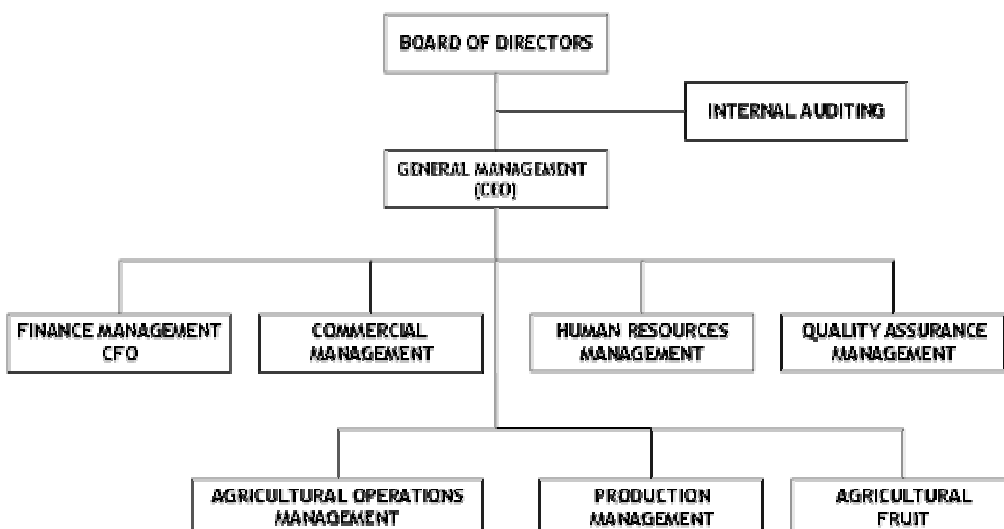 BOARD OF DIRECTORS
INTERNAL AUDITING
GENERAL MANAGEMENT
(CEO)
FINANCE MANAGEMENT
CFO
COMMERCIAL
MANAGEMENT
HUMAN RESOURCES
MANAGEMENT
QUALITY ASSURANCE
MANAGEMENT
AGRICULTURAL OPERATIONS
MANAGEMENT
PRODUCTION
MANAGEMENT
AGRICULTURAL
FRUIT